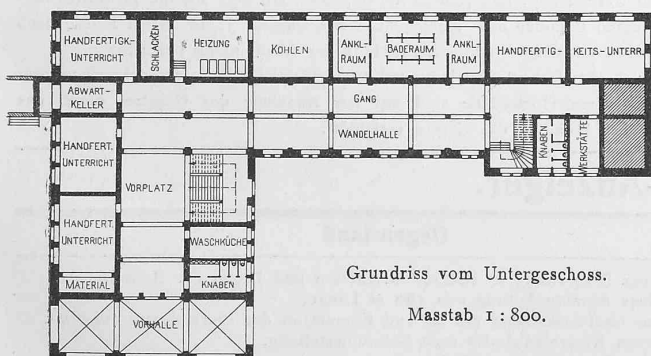 HANDFERTIGK-
UNTERRICHT
SCHLACKEN
HEIZUNG
KOHLEN
ANKL-
RAUM
BADERAUM
ANKL-
RAUM
HANDFERTIG-
KEITS-UNTERR.
ABWART-
KELLER
GANG
WANDELHALLE
KNABEN
WERKSTÄTTE
HANDFERT.
UNTERRICHT
VORPLATZ
HANDFERT.
UNTERRICHT
WASCHKÜCHE
KNABEN
MATERIAL
VORHALLE
Grundriss vom Untergeschoss.
Masstab 1 : 800.